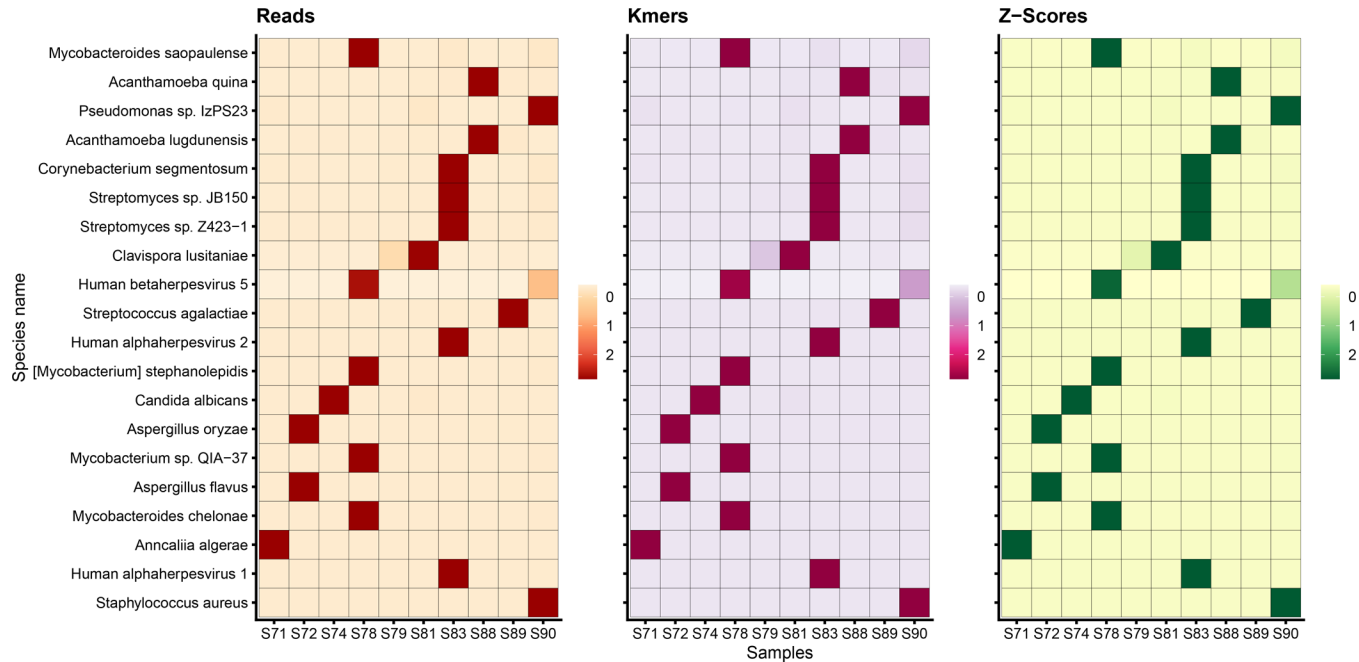 Reads
Kmers
Z−Scores
Species name
Mycobacteroides saopaulense
Acanthamoeba quina
Pseudomonas sp. IzPS23
Acanthamoeba lugdunensis
Corynebacterium segmentosum
Streptomyces sp. JB150
Streptomyces sp. Z423−1
Clavispora lusitaniae
Human betaherpesvirus 5
Streptococcus agalactiae
Human alphaherpesvirus 2
[Mycobacterium] stephanolepidis
Candida albicans
Aspergillus oryzae
Mycobacterium sp. QIA−37
Aspergillus flavus
Mycobacteroides chelonae
Anncaliia algerae
Human alphaherpesvirus 1
Staphylococcus aureus
0
1
2
0
1
2
0
1
2
S71 S72 S74 S78 S79 S81 S83 S88 S89 S90
S71 S72 S74 S78 S79 S81 S83 S88 S89 S90
S71 S72 S74 S78 S79 S81 S83 S88 S89 S90
Samples